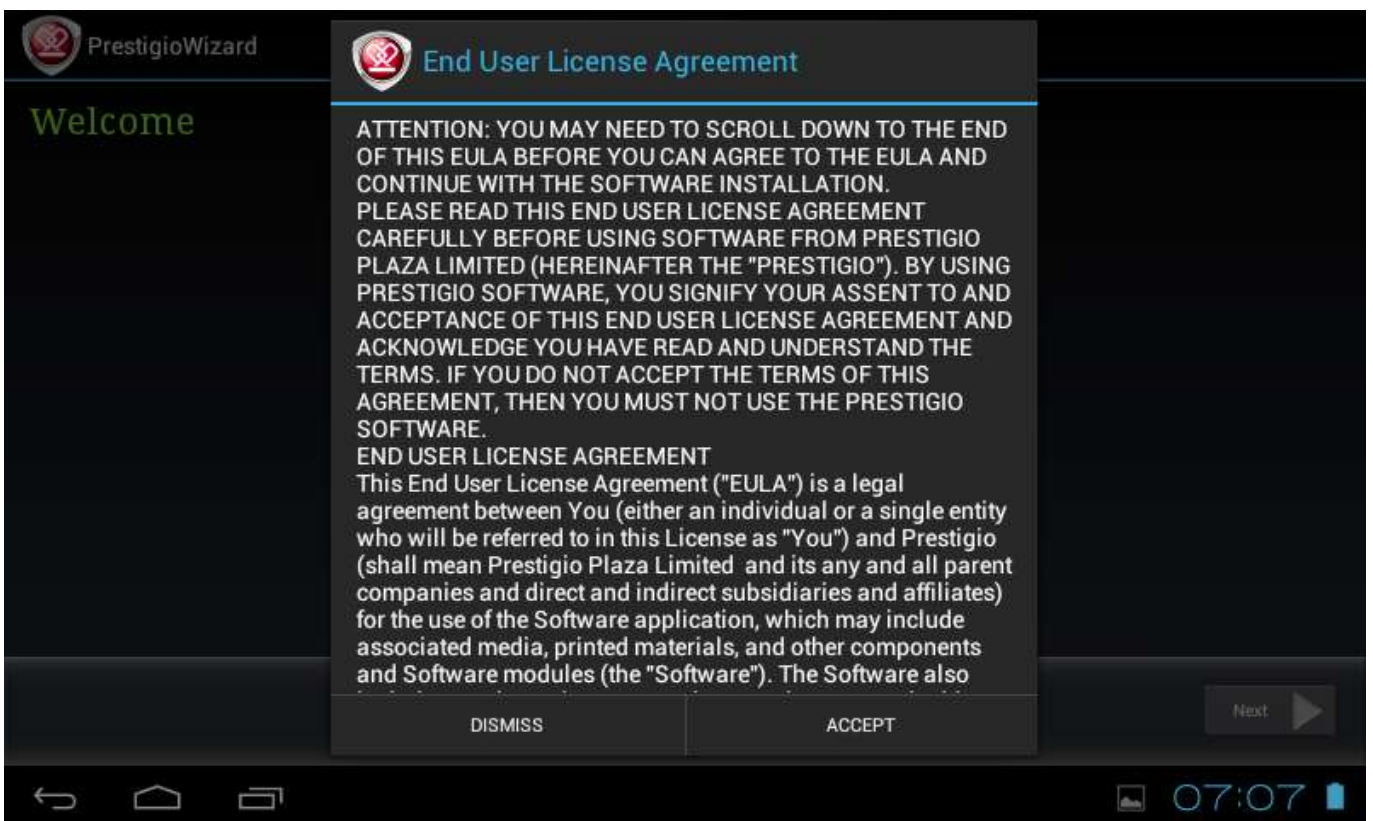 PrestigioWizard
Welcome
End User License Agreement
ATTENTION: YOU MAY NEED TO SCROLL DOWN TO THE END
OF THIS EULA BEFORE YOU CAN AGREE TO THE EULA AND
CONTINUE WITH THE SOFTWARE INSTALLATION.
PLEASE READ THIS END USER LICENSE AGREEMENT
CAREFULLY BEFORE USING SOFTWARE FROM PRESTIGIO
PLAZA LIMITED (HEREINAFTER THE "PRESTIGIO"). BY USING
PRESTIGIO SOFTWARE, YOU SIGNIFY YOUR ASSENT TO AND
ACCEPTANCE OF THIS END USER LICENSE AGREEMENT AND
ACKNOWLEDGE YOU HAVE READ AND UNDERSTAND THE
TERMS. IF YOU DO NOT ACCEPT THE TERMS OF THIS
AGREEMENT, THEN YOU MUST NOT USE THE PRESTIGIO
SOFTWARE.
END USER LICENSE AGREEMENT
This End User License Agreement ("EULA") is a legal
agreement between You (either an individual or a single entity
who will be referred to in this License as "You") and Prestigio
(shall mean Prestigio Plaza Limited  and its any and all parent
companies and direct and indirect subsidiaries and affiliates)
for the use of the Software application, which may include
associated media, printed materials, and other components
and Software modules (the "Software"). The Software also
DISMISS
ACCEPT
Next
07:07